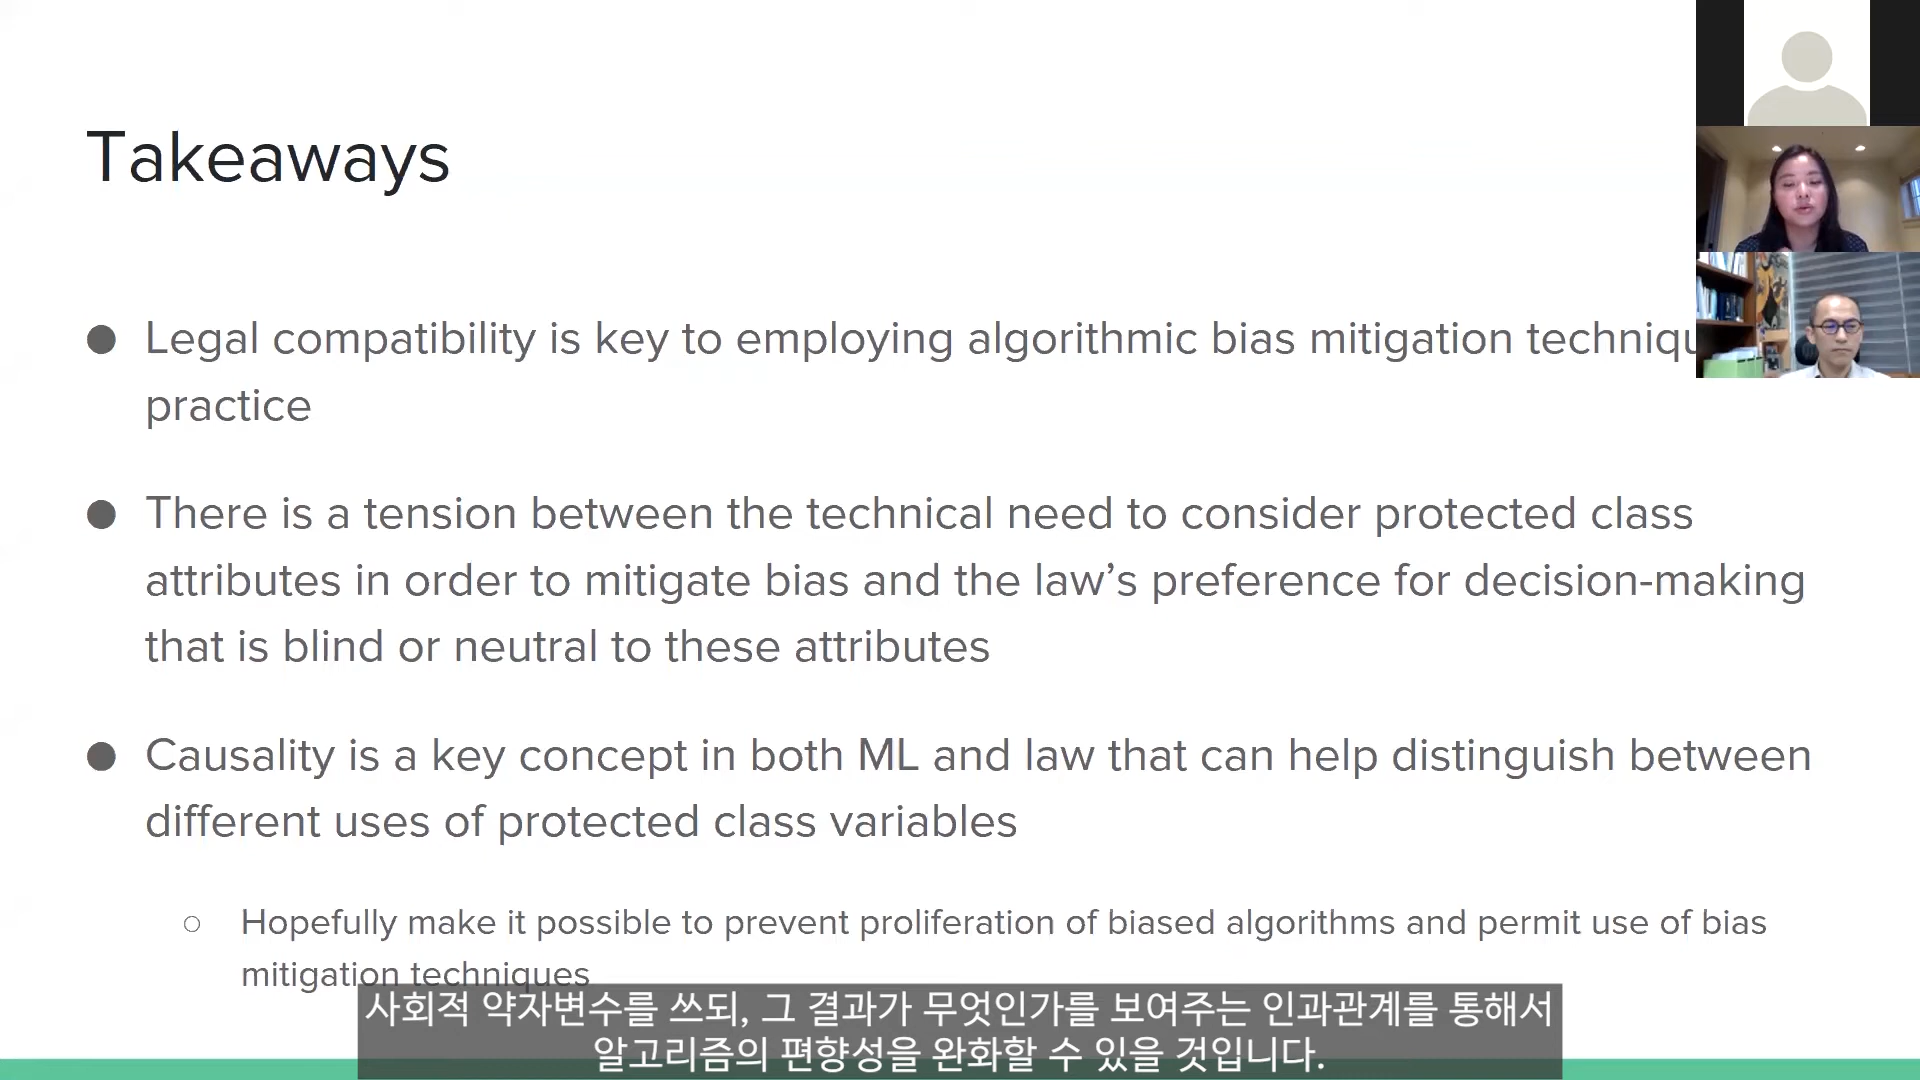 Takeaways
● Legal compatibility is key to employing algorithmic bias mitigation
practice
● There is a tension between the technical need to consider protected class
attributes in order to mitigate bias and the law’s preference for decision-making
that is blind or neutral to these attributes
● Causality is a key concept in both ML and law that can help distinguish between
different uses of protected class variables
○ Hopefully make it possible to prevent proliferation of biased algorithms and permit use of bias
mitigation techniques
사회적 약자변수를 쓰되, 그 결과가 무엇인가를 보여주는 인과관계를 통해서
알고리즘의 편향성을 완화할 수 있을 것입니다.